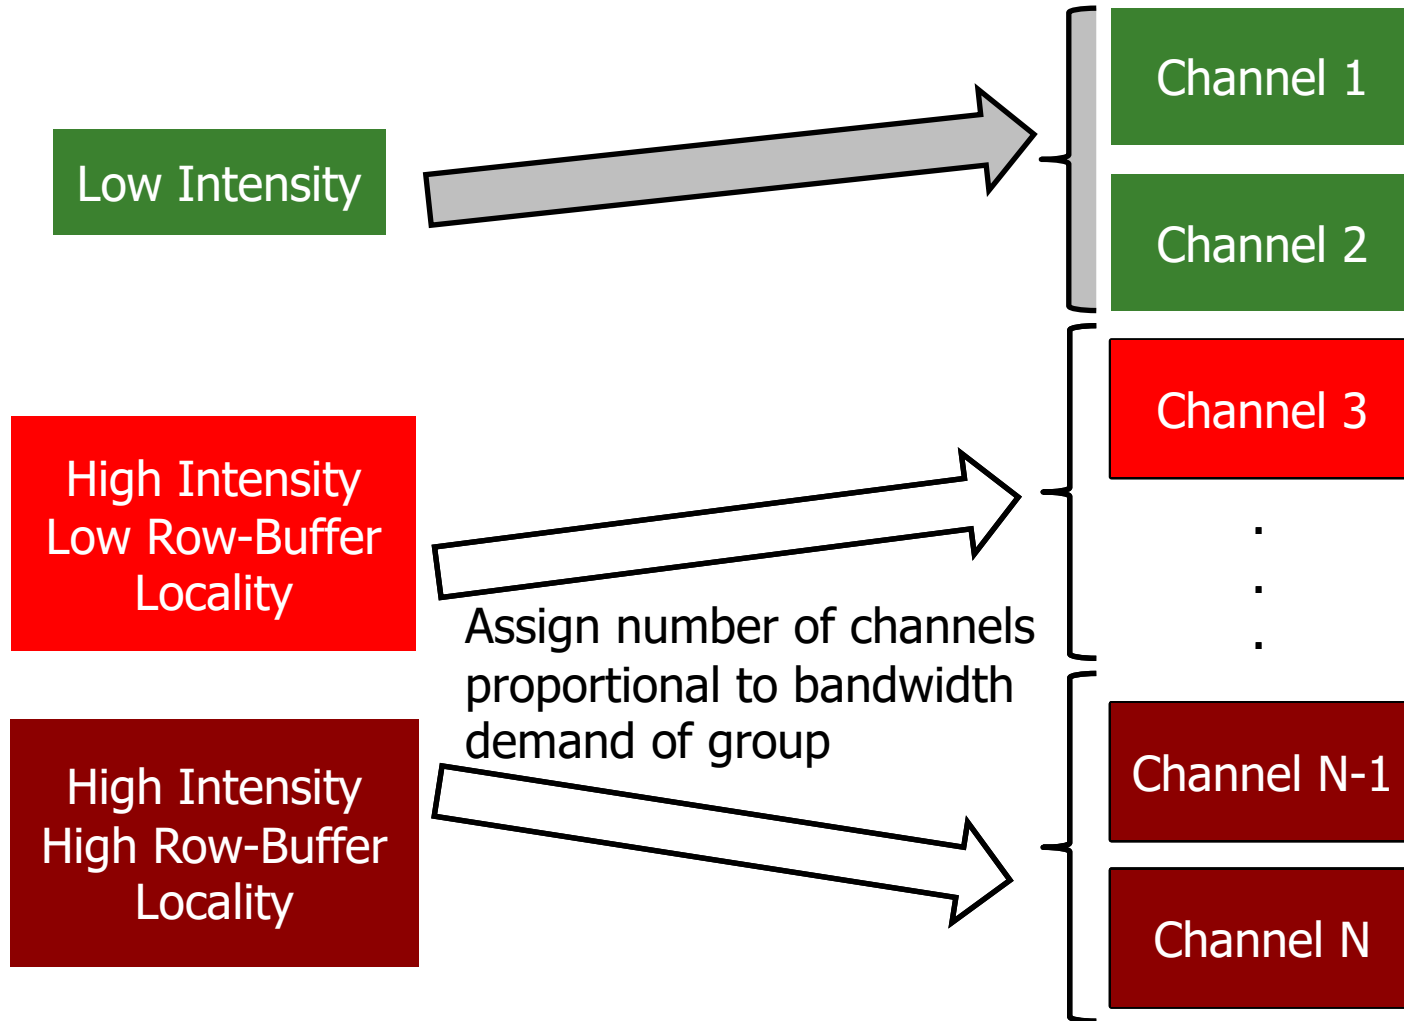 Low Intensity
High Intensity
Low Row-Buffer
Locality
High Intensity
High Row-Buffer
Locality
Assign number of channels
proportional to bandwidth
demand of group
Channel 1
Channel 2
Channel 3
.
.
.
Channel N-1
Channel N